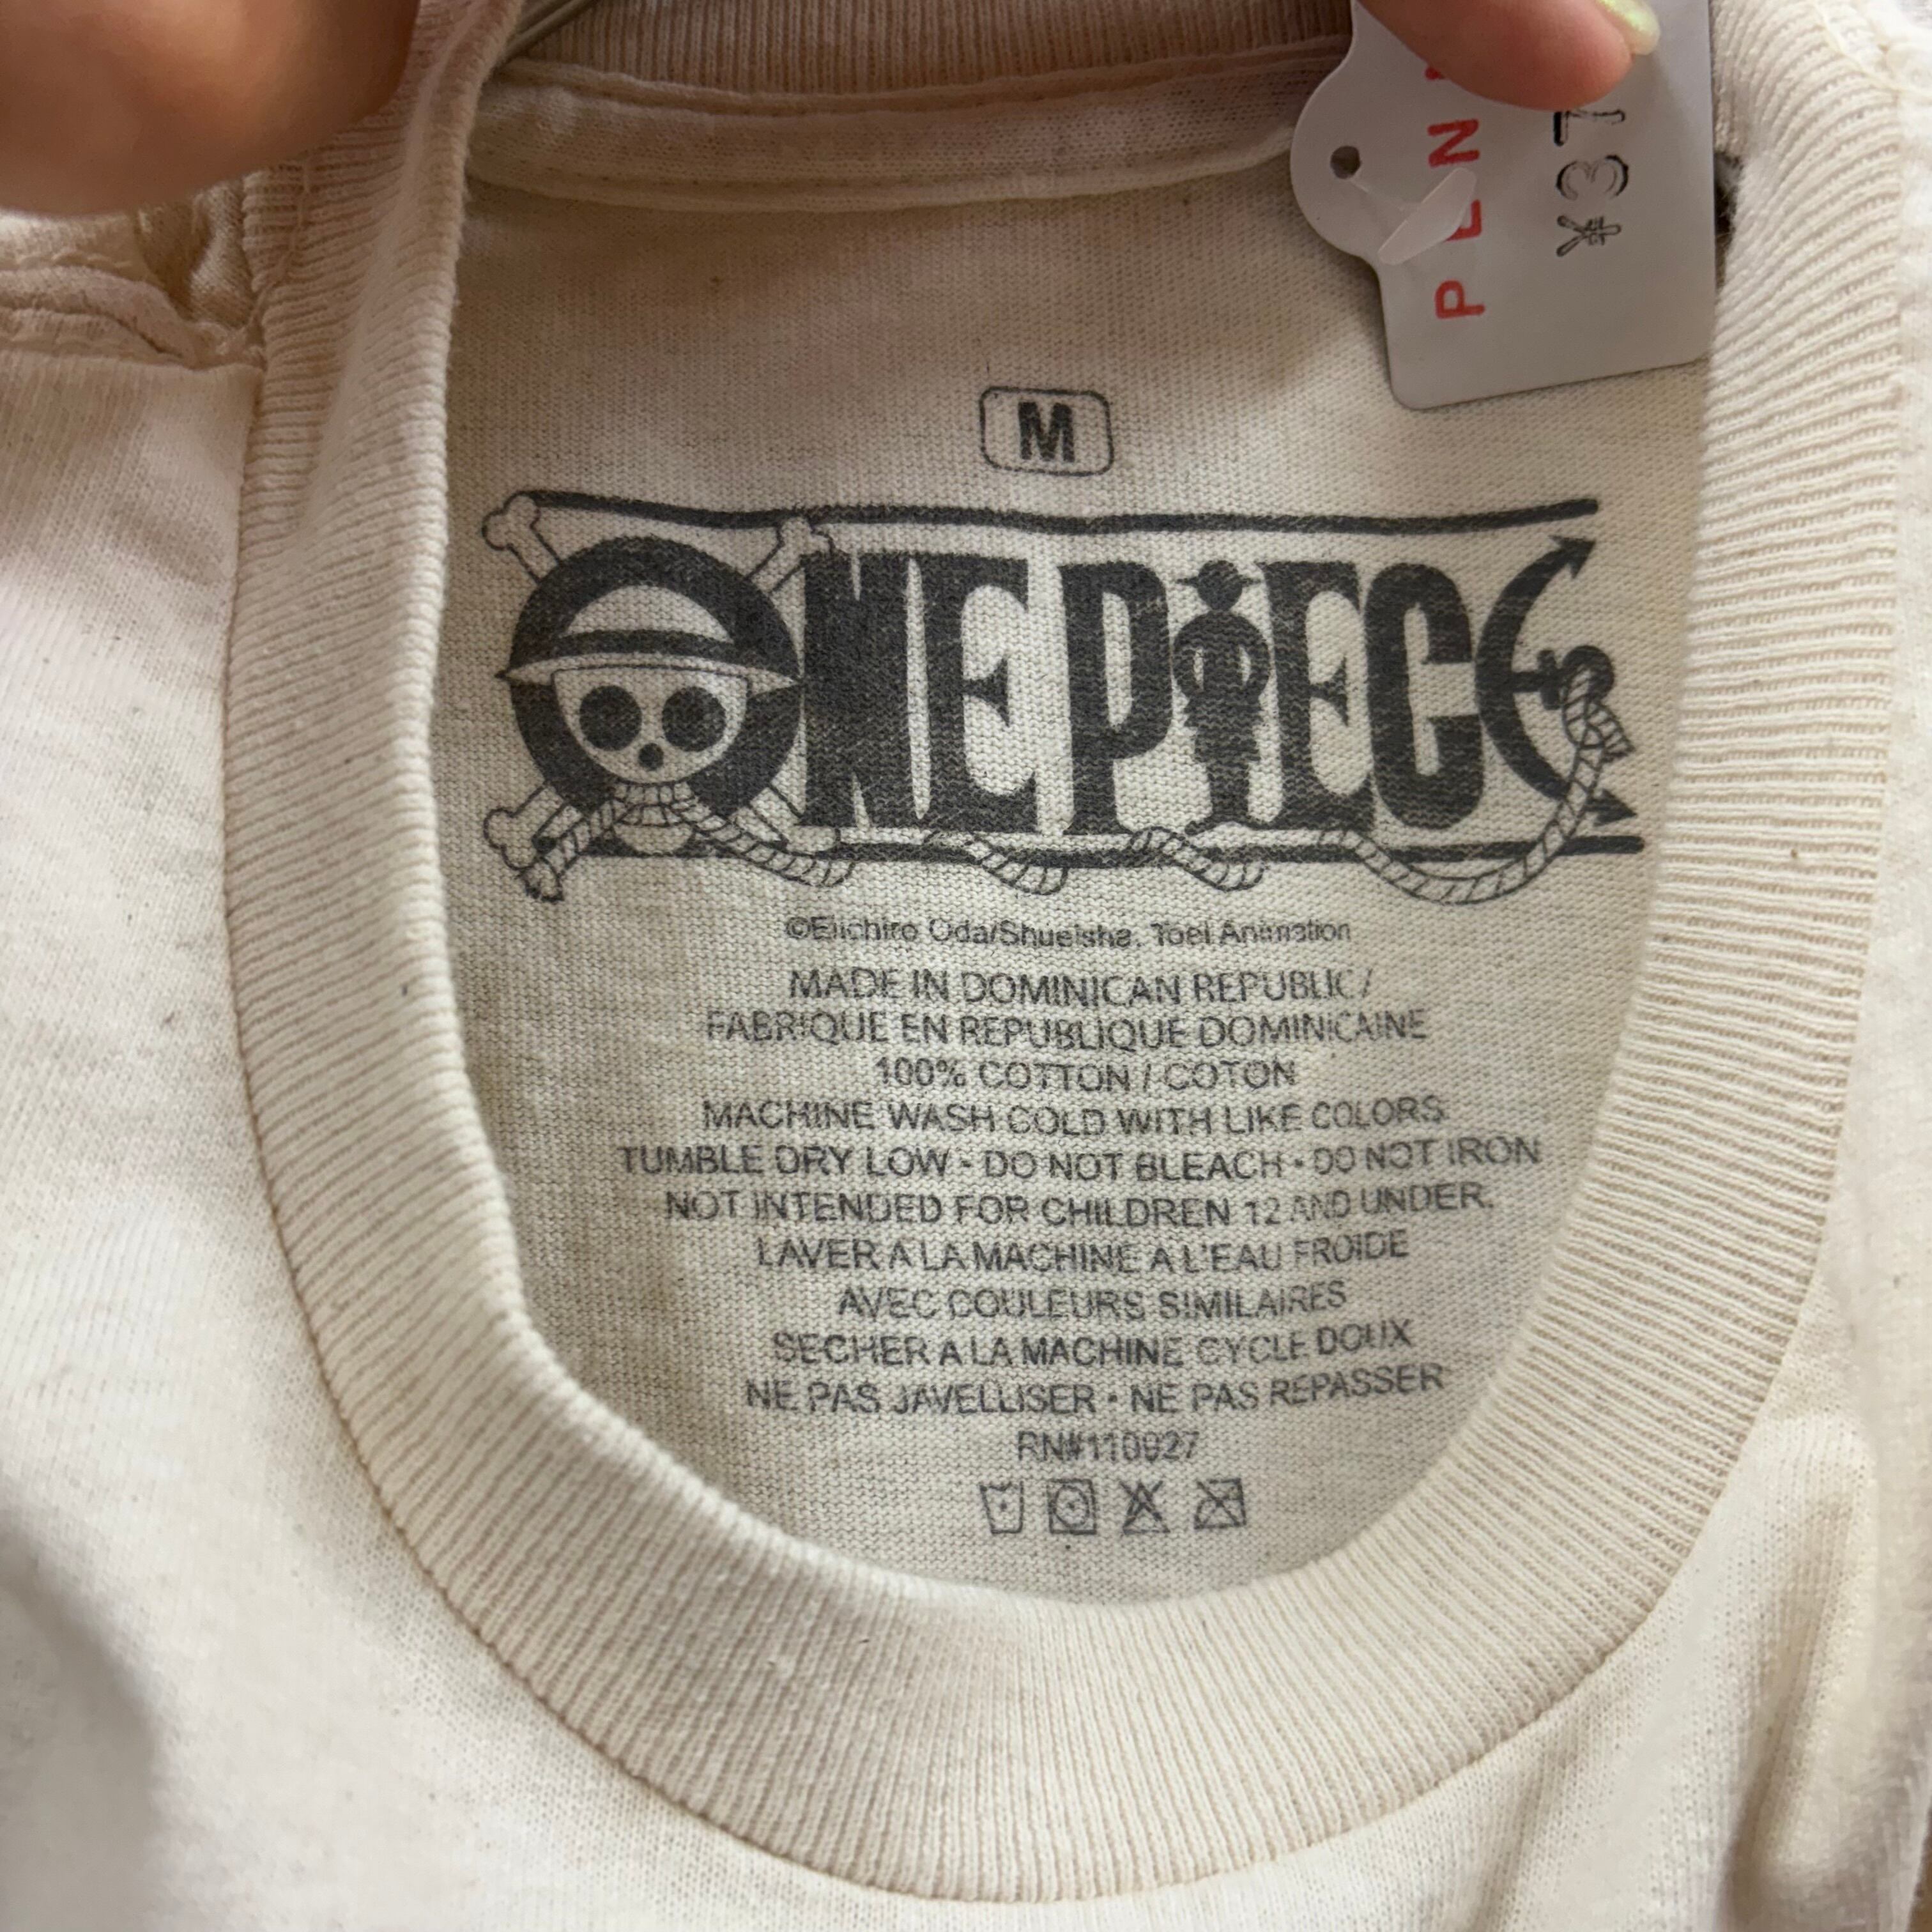 PEN
¥37
M
ONE PIECE
©Eiichiro Oda/Shueisha, Toei Animation
MADE IN DOMINICAN REPUBLIC /
FABRIQUE EN REPUBLIQUE DOMINICAINE
100% COTTON / COTON
MACHINE WASH COLD WITH LIKE COLORS
TUMBLE DRY LOW • DO NOT BLEACH • DO NOT IRON
NOT INTENDED FOR CHILDREN 12 AND UNDER.
LAVER A LA MACHINE A L'EAU FROIDE
AVEC COULEURS SIMILAIRES
SECHER A LA MACHINE CYCLE DOUX
NE PAS JAVELLISER • NE PAS REPASSER
RN#110927